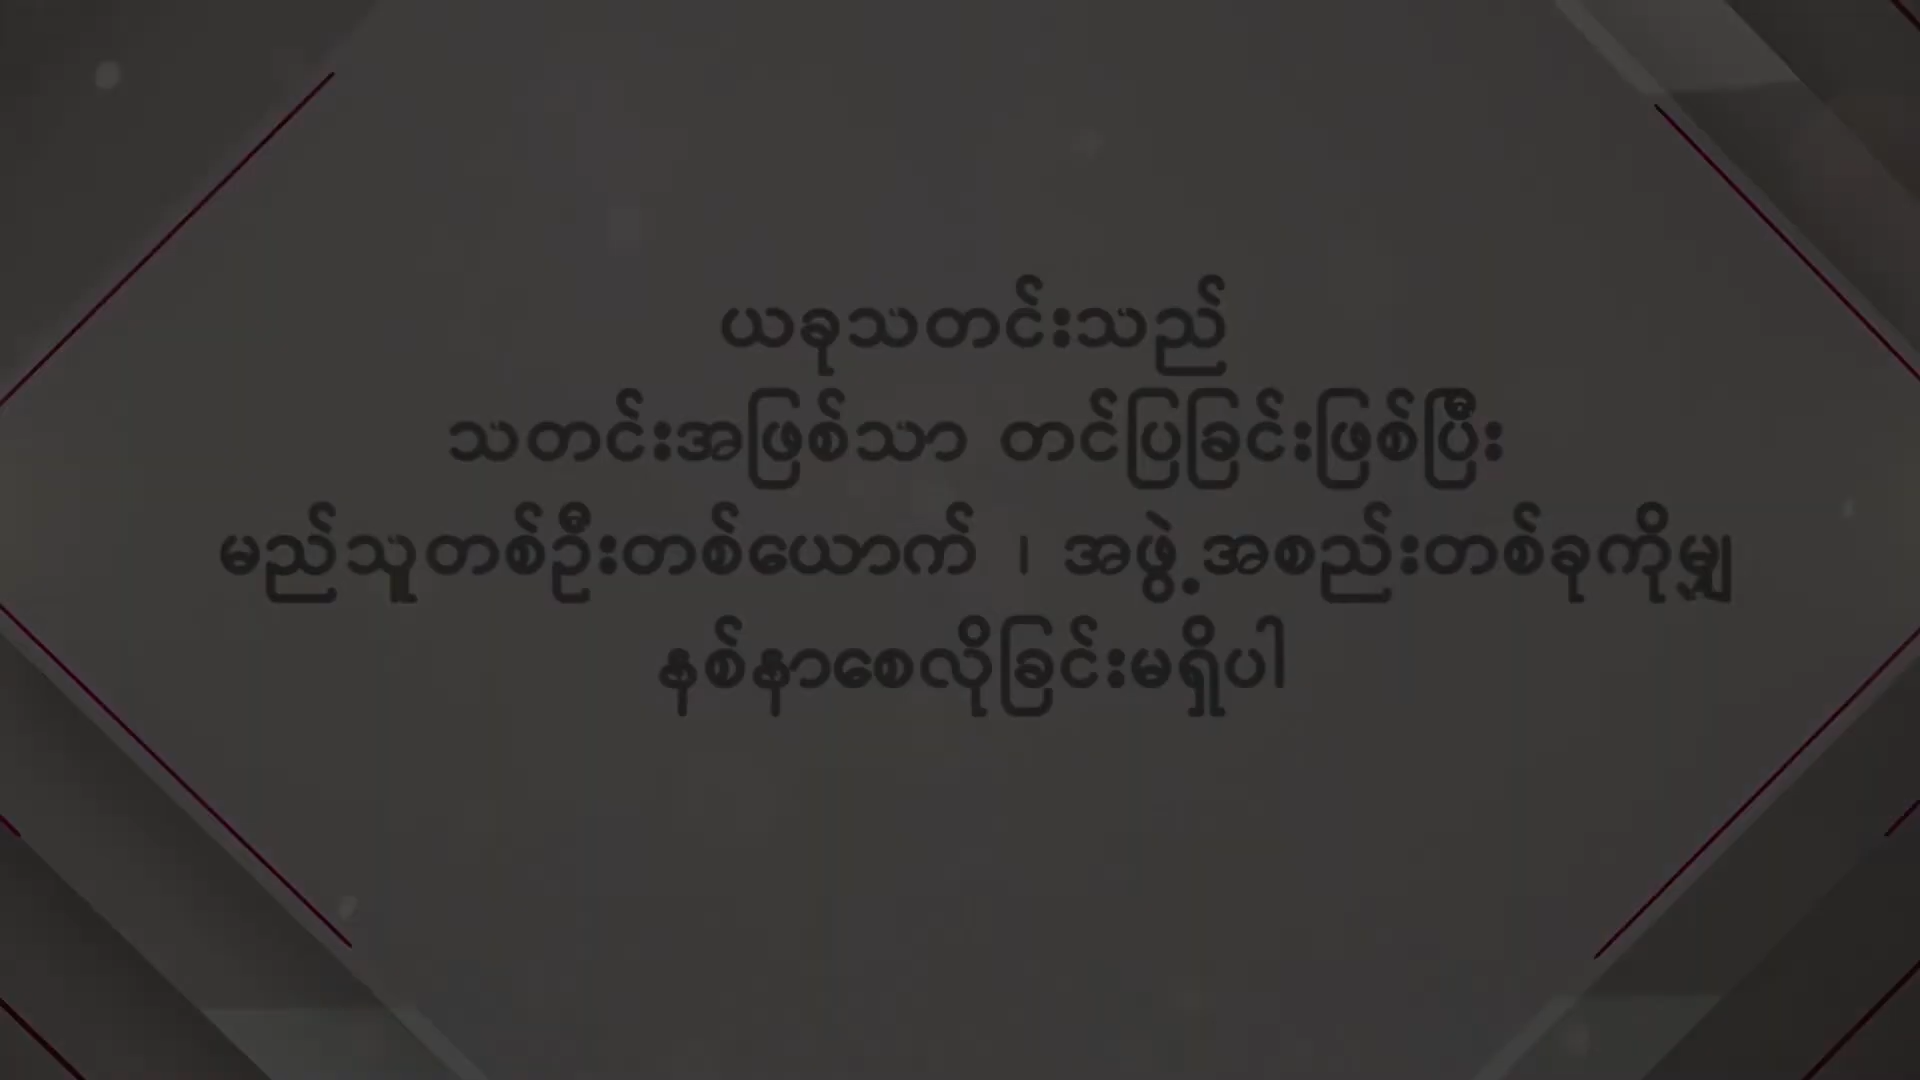 ယခုသတင်းသည်
သတင်းအဖြစ်သာ တင်ပြခြင်းဖြစ်ပြီး
မည်သူတစ်ဦးတစ်ယောက် ၊ အဖွဲ့အစည်းတစ်ခုကိုမျှ
နစ်နာစေလိုခြင်းမရှိပါ